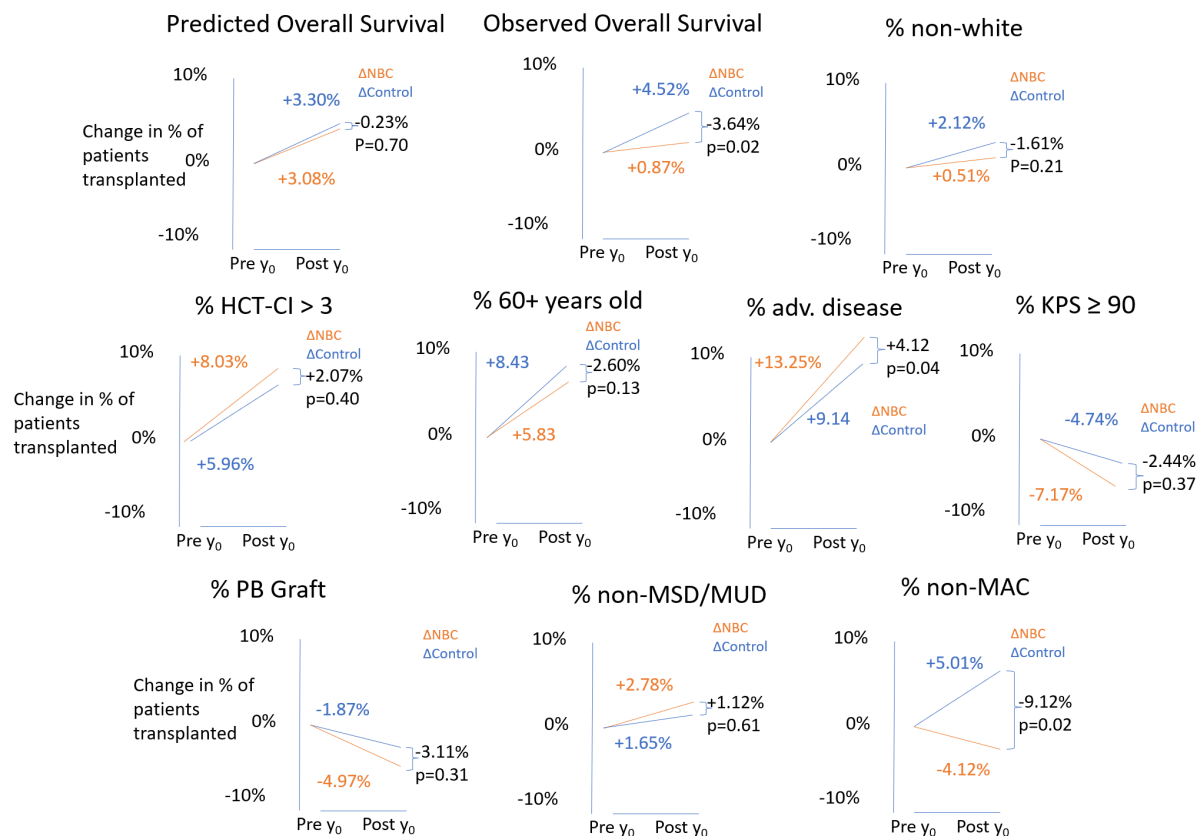 Predicted Overall Survival
10%
ΔNBC
ΔControl
+3.30%
-0.23%
P=0.70
Change in % of
patients
transplanted
0%
+3.08%
-10%
Pre y₀ Post y₀
Observed Overall Survival
10%
ΔNBC
ΔControl
+4.52%
-3.64%
p=0.02
0%
+0.87%
-10%
Pre y₀ Post y₀
% non-white
10%
ΔNBC
ΔControl
+2.12%
-1.61%
P=0.21
0%
+0.51%
-10%
Pre y₀ Post y₀
% HCT-CI > 3
10%
ΔNBC
ΔControl
+8.03%
+2.07%
p=0.40
Change in % of
patients
transplanted
0%
+5.96%
-10%
Pre y₀ Post y₀
% 60+ years old
10%
ΔNBC
ΔControl
+8.43
-2.60%
p=0.13
0%
+5.83
-10%
Pre y₀ Post y₀
% adv. disease
10%
+13.25%
+4.12
p=0.04
+9.14
ΔNBC
ΔControl
0%
-10%
Pre y₀ Post y₀
% KPS ≥ 90
10%
ΔNBC
ΔControl
-4.74%
0%
-2.44%
p=0.37
-7.17%
-10%
Pre y₀ Post y₀
% PB Graft
10%
ΔNBC
ΔControl
Change in % of
patients
transplanted
-1.87%
0%
-3.11%
p=0.31
-4.97%
-10%
Pre y₀ Post y₀
% non-MSD/MUD
10%
ΔNBC
ΔControl
+2.78%
+1.12%
p=0.61
0%
+1.65%
-10%
Pre y₀ Post y₀
% non-MAC
10%
ΔNBC
ΔControl
+5.01%
-9.12%
p=0.02
0%
-4.12%
-10%
Pre y₀ Post y₀